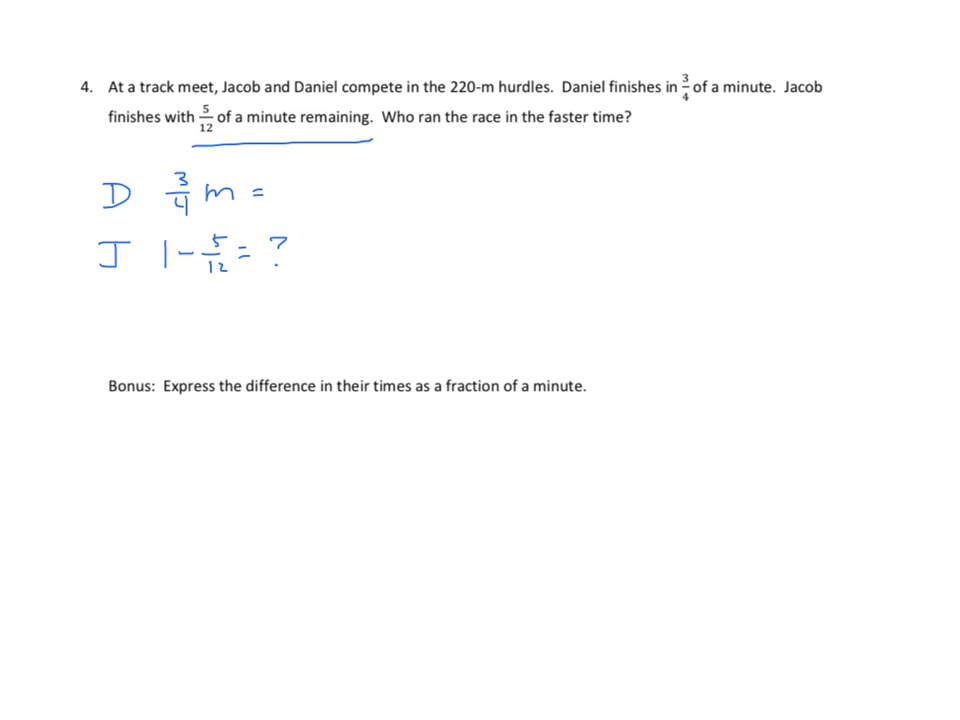 4. At a track meet, Jacob and Daniel compete in the 220-m hurdles. Daniel finishes in 3/4 of a minute. Jacob
finishes with 5/12 of a minute remaining. Who ran the race in the faster time?
D 3/4 m =
J 1 - 5/12 = ?
Bonus: Express the difference in their times as a fraction of a minute.